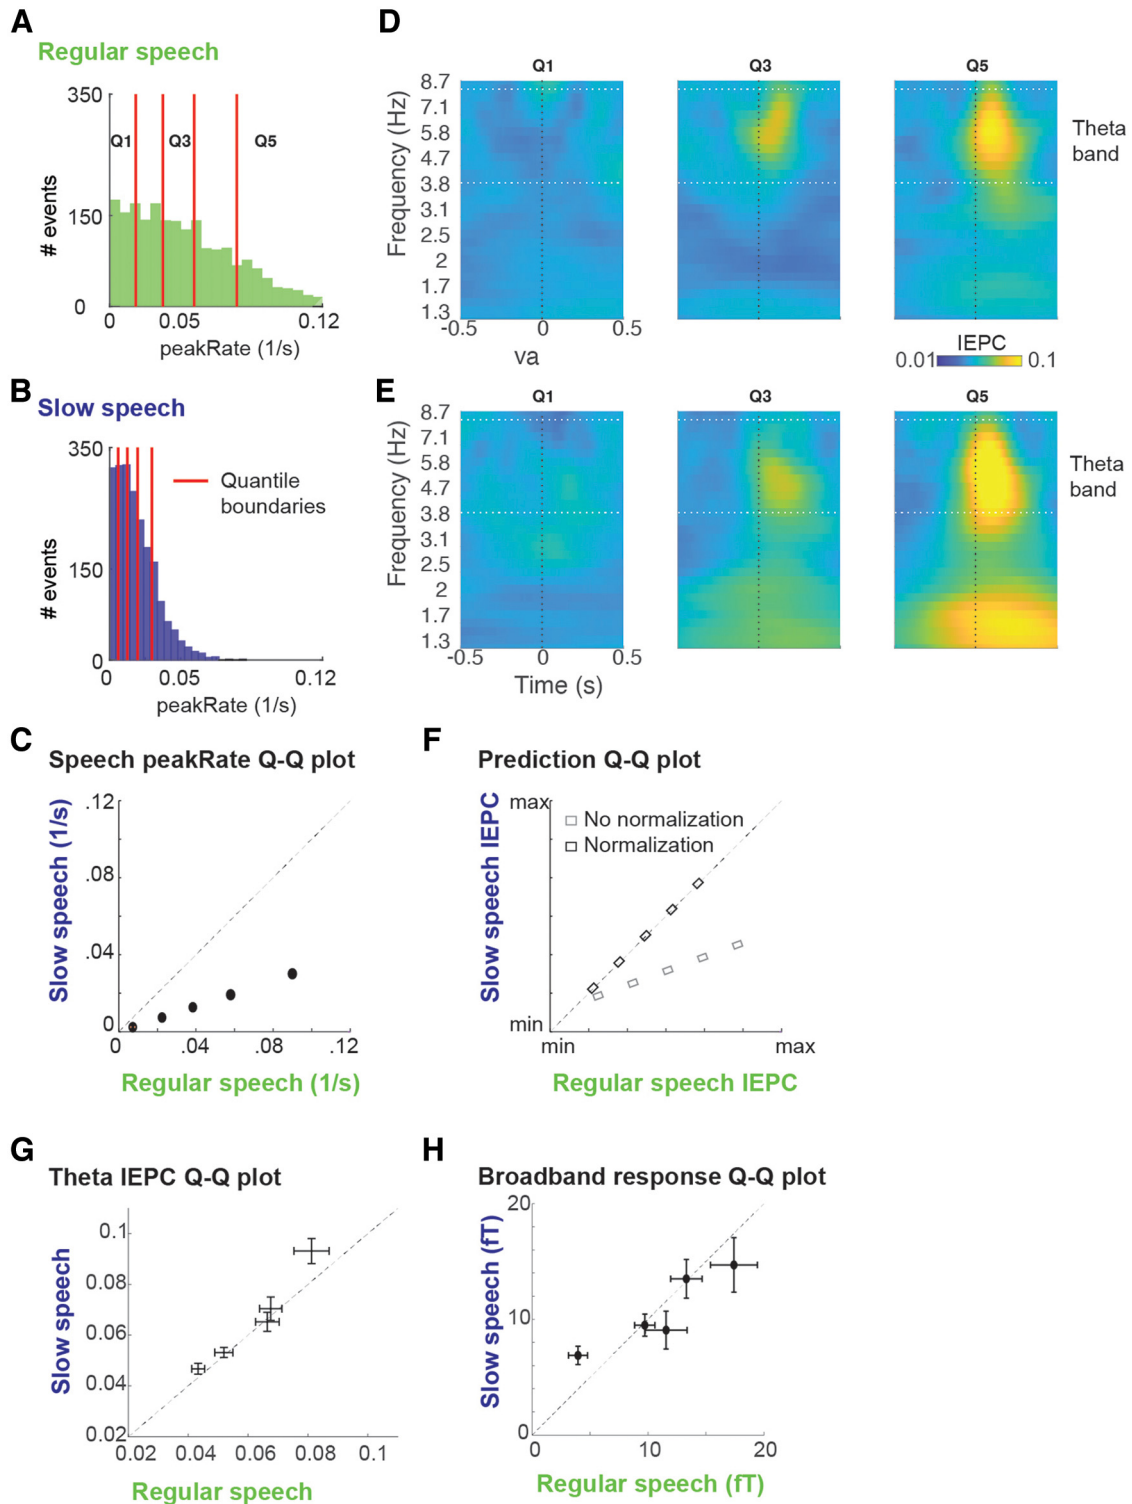 A
Regular speech
350
Q1
Q3
Q5
# events
150
0
0
0.05
0.12
peakRate (1/s)
B
Slow speech
350
Quantile
boundaries
# events
150
0
0
0.05
0.12
peakRate (1/s)
C
Speech peakRate Q-Q plot
Slow speech (1/s)
.12
.08
.04
0
0
.04
.08
.12
Regular speech (1/s)
D
Q1
Q3
Q5
Frequency (Hz)
8.7
7.1
5.8
4.7
3.8
3.1
2.5
2
1.7
1.3
-0.5
0
0.5
va
Theta
band
IEPC
0.01
0.1
E
Q1
Q3
Q5
Frequency (Hz)
8.7
7.1
5.8
4.7
3.8
3.1
2.5
2
1.7
1.3
-0.5
0
0.5
Time (s)
Theta
band
F
Prediction Q-Q plot
Slow speech IEPC
max
No normalization
Normalization
min
min
max
Regular speech IEPC
G
Theta IEPC Q-Q plot
Slow speech
0.1
0.08
0.06
0.04
0.02
0.02
0.04
0.06
0.08
0.1
Regular speech
H
Broadband response Q-Q plot
Slow speech (fT)
20
10
0
0
10
20
Regular speech (fT)